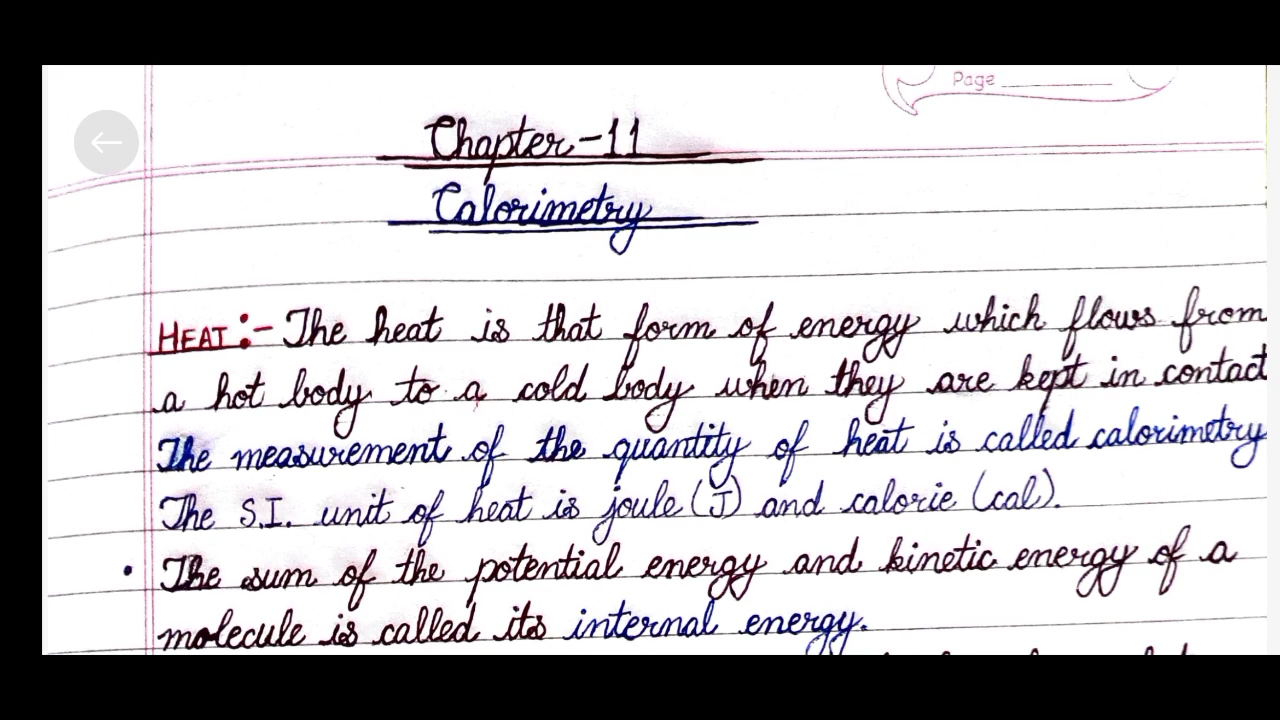 Page
Chapter-11
Calorimetry
HEAT:- The heat is that form of energy which flows from
a hot body to a cold body when they are kept in contact
The measurement of the quantity of heat is called calorimetry
The S.I. unit of heat is joule (J) and calorie (cal).
• The sum of the potential energy and kinetic energy of a
molecule is called its internal energy.